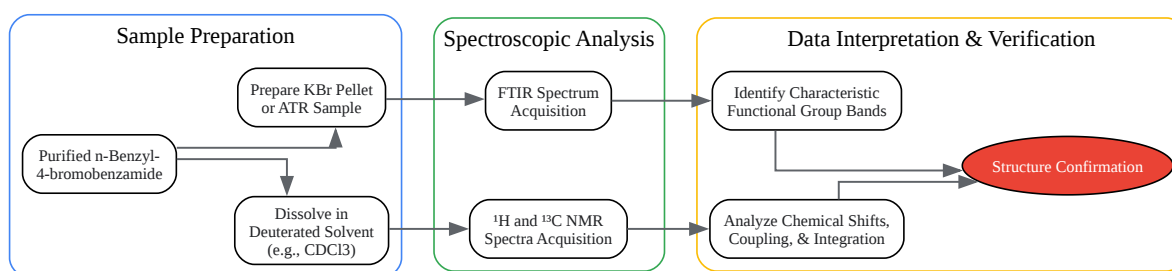 Sample Preparation
Spectroscopic Analysis
Data Interpretation & Verification
Prepare KBr Pellet
or ATR Sample
FTIR Spectrum
Acquisition
Identify Characteristic
Functional Group Bands
Purified n-Benzyl-
4-bromobenzamide
Structure Confirmation
Dissolve in
Deuterated Solvent
(e.g., CDCl3)
¹H and ¹³C NMR
Spectra Acquisition
Analyze Chemical Shifts,
Coupling, & Integration